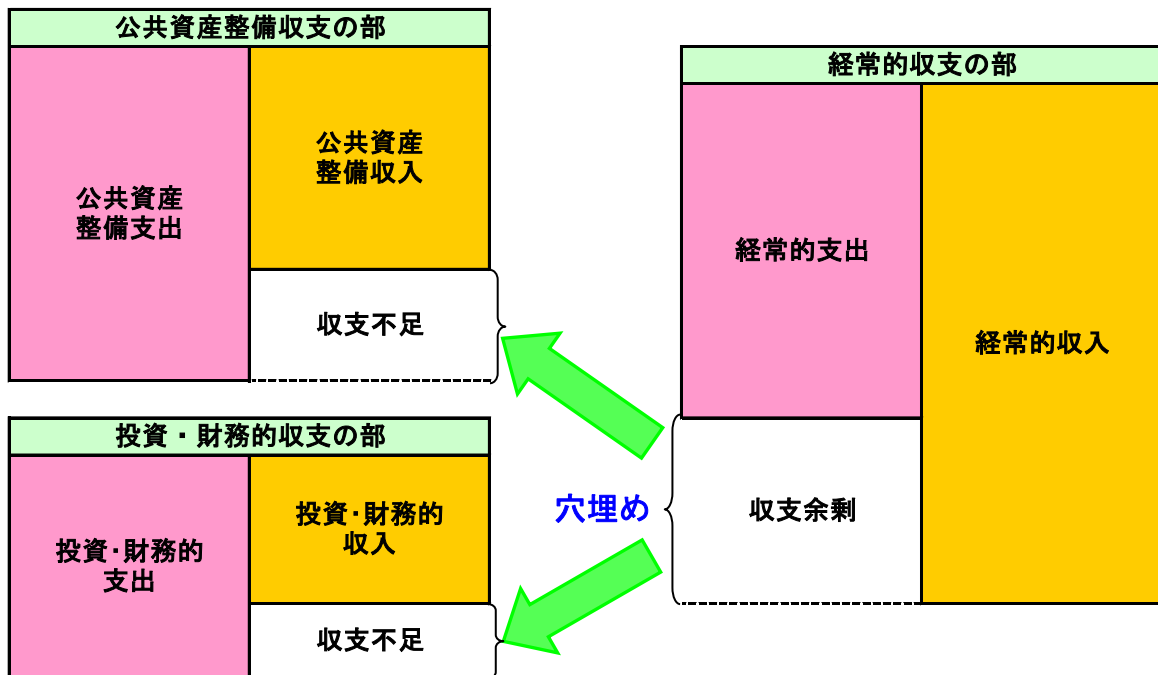 公共資産整備収支の部
公共資産
整備支出
公共資産
整備収入
収支不足
投資・財務的収支の部
投資・財務的
支出
投資・財務的
収入
収支不足
穴埋め
経常的収支の部
経常的支出
経常的収入
収支余剰